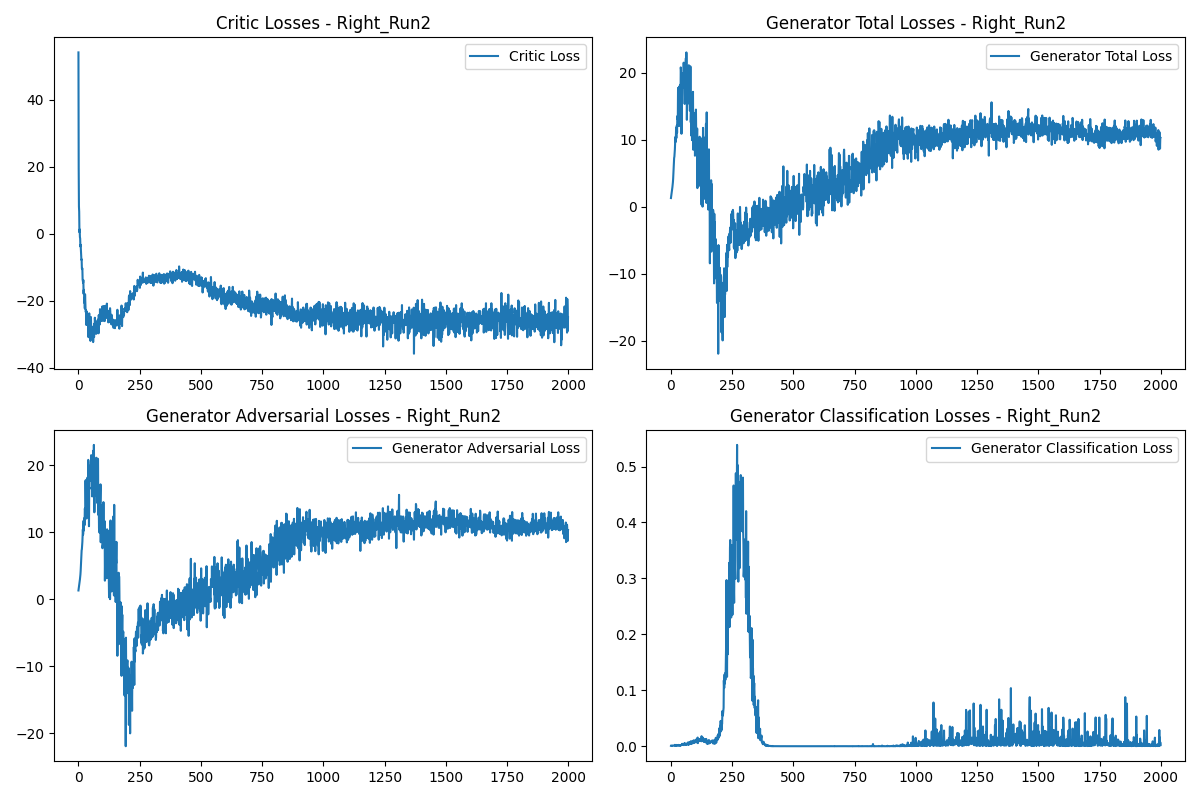 Critic Losses - Right_Run2
Critic Loss
40
20
0
−20
−40
0 250 500 750 1000 1250 1500 1750 2000
Generator Total Losses - Right_Run2
Generator Total Loss
20
10
0
−10
−20
0 250 500 750 1000 1250 1500 1750 2000
Generator Adversarial Losses - Right_Run2
Generator Adversarial Loss
20
10
0
−10
−20
0 250 500 750 1000 1250 1500 1750 2000
Generator Classification Losses - Right_Run2
Generator Classification Loss
0.5
0.4
0.3
0.2
0.1
0.0
0 250 500 750 1000 1250 1500 1750 2000